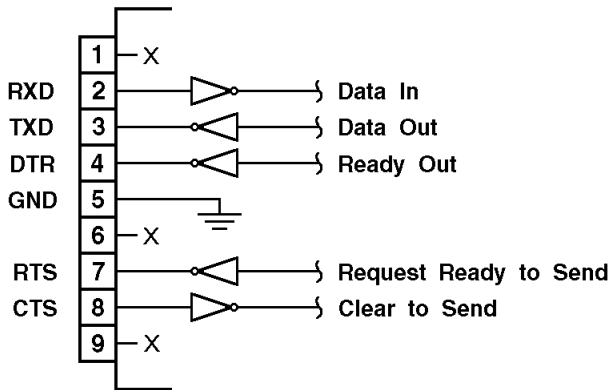 1 X
RXD 2 Data In
TXD 3 Data Out
DTR 4 Ready Out
GND 5
6 X
RTS 7 Request Ready to Send
CTS 8 Clear to Send
9 X